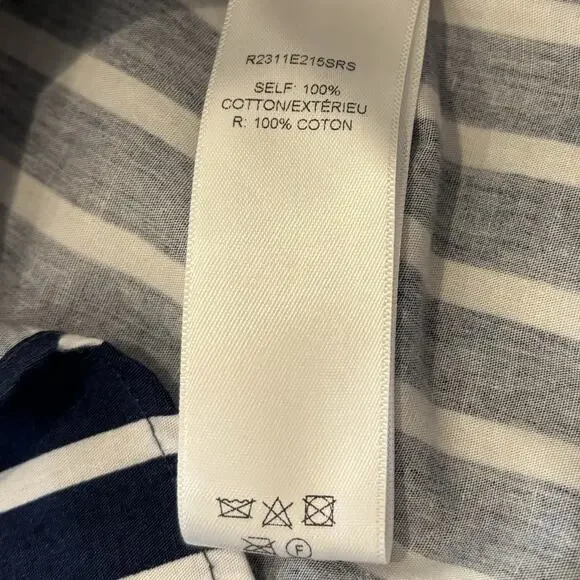 R2311E215SRS
SELF: 100%
COTTON/EXTÉRIEU
R: 100% COTON
F